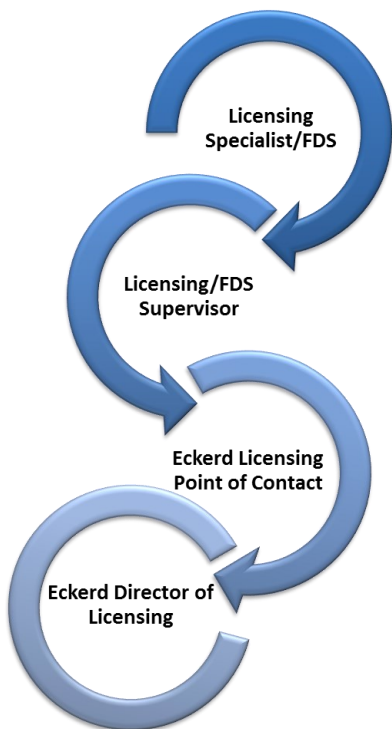 Licensing
Specialist/FDS
Licensing/FDS
Supervisor
Eckerd Licensing
Point of Contact
Eckerd Director of
Licensing